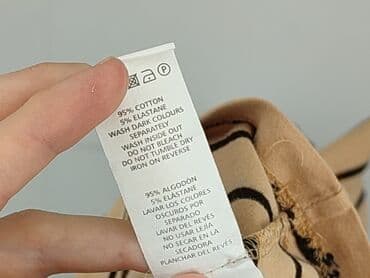 95% COTTON
5% ELASTANE
WASH DARK COLOURS
SEPARATELY
WASH INSIDE OUT
DO NOT BLEACH
DO NOT TUMBLE DRY
IRON ON REVERSE
95% ALGODÓN
5% ELASTANE
LAVAR LOS COLORES
OSCUROS POR
SEPARADO
LAVAR DEL REVÉS
NO USAR LEJÍA
NO SECAR EN LA
SECADORA
PLANCHAR DEL REVÉS